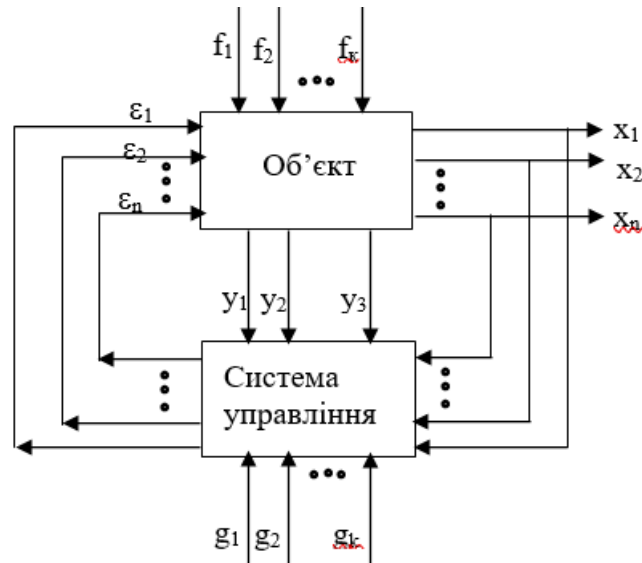 f₁ f₂ fₖ
ε₁
x₁
ε₂
Об’єкт
x₂
εₙ
xₙ
y₁ y₂ y₃
Система
управління
g₁ g₂ gₖ